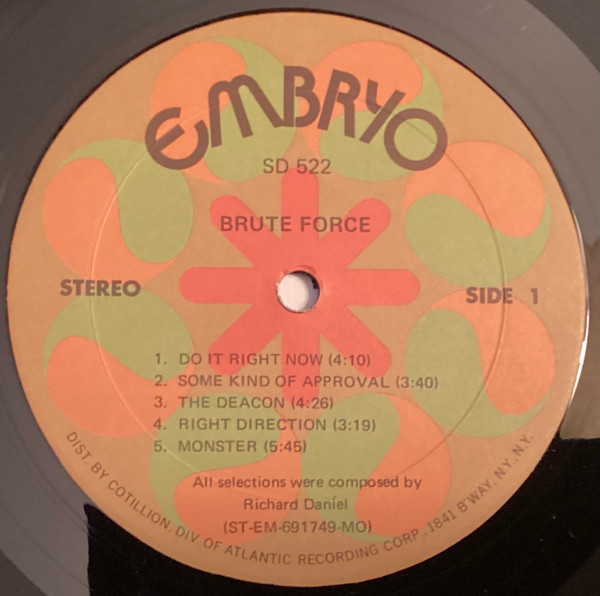 EMBRYO
SD 522
BRUTE FORCE
STEREO
SIDE 1
1. DO IT RIGHT NOW (4:10)
2. SOME KIND OF APPROVAL (3:40)
3. THE DEACON (4:26)
4. RIGHT DIRECTION (3:19)
5. MONSTER (5:45)
All selections were composed by
Richard Daniel
(ST-EM-691749-MO)
DIST. BY COTILLION, DIV OF ATLANTIC RECORDING CORP., 1841 B'WAY, N.Y., N.Y.